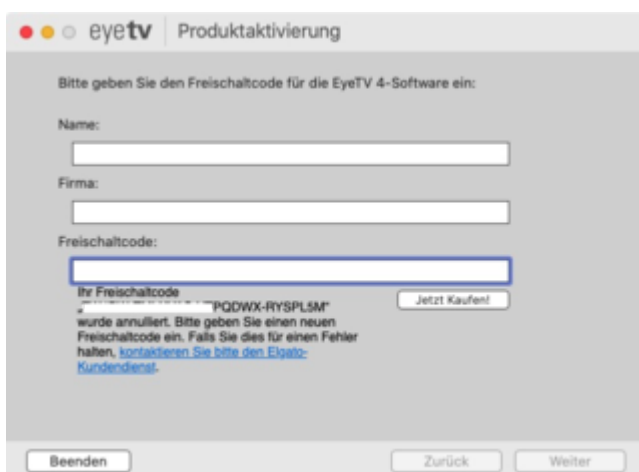 eyetv Produktaktivierung
Bitte geben Sie den Freischaltcode für die EyeTV 4-Software ein:
Name:
Firma:
Freischaltcode:
Ihr Freischaltcode
PQDWX-RYSPL5M“
wurde annulliert. Bitte geben Sie einen neuen
Freischaltcode ein. Falls Sie dies für einen Fehler
halten, kontaktieren Sie bitte den Elgato-
Kundendienst.
Jetzt Kaufen!
Beenden
Zurück
Weiter